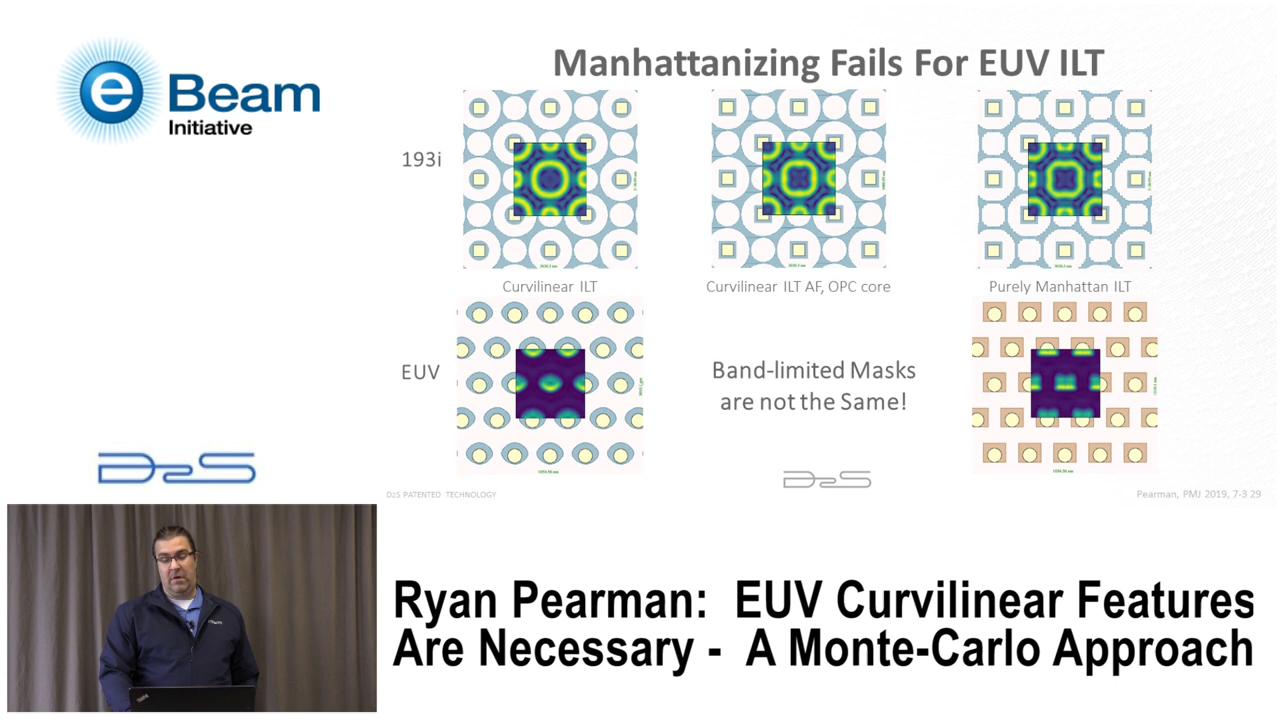 e Beam
Initiative
Manhattanizing Fails For EUV ILT
193i
Curvilinear ILT
Curvilinear ILT AF, OPC core
Purely Manhattan ILT
EUV
Band-limited Masks
are not the Same!
D2S
D2S
D2S PATENTED TECHNOLOGY
Pearman, PMJ 2019, 7-3 29
Ryan Pearman: EUV Curvilinear Features
Are Necessary - A Monte-Carlo Approach